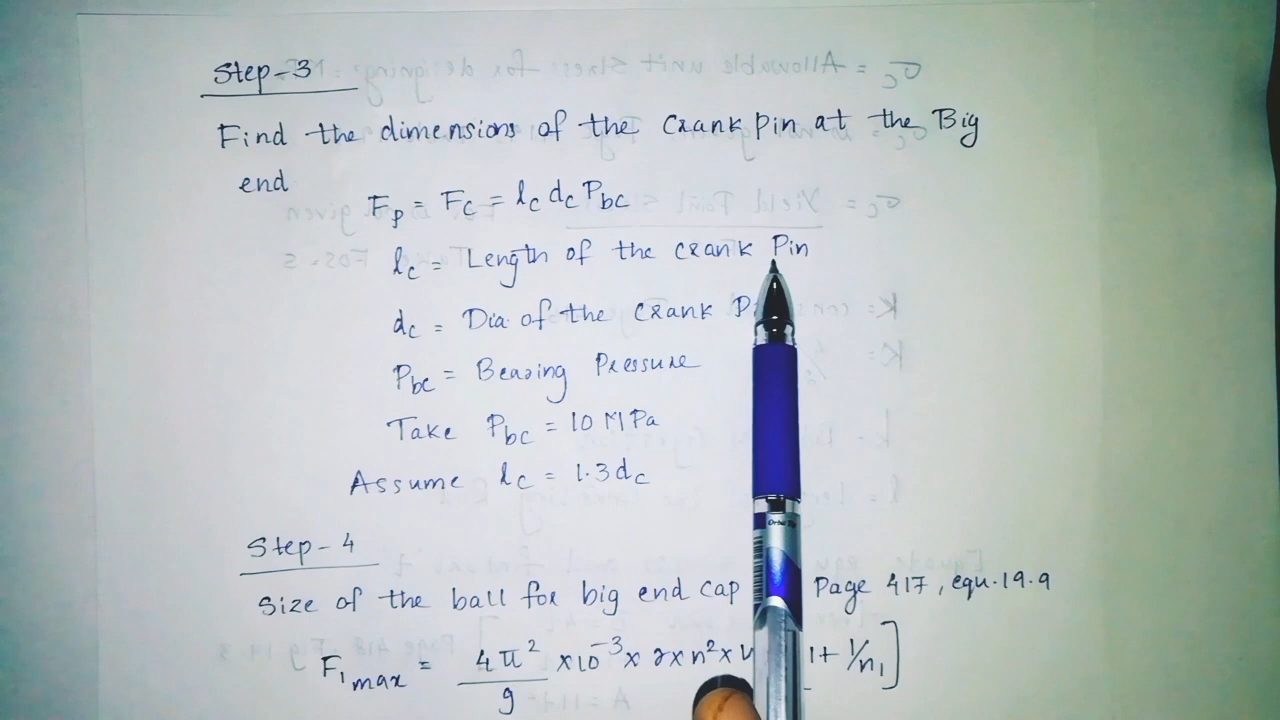 Step-3
Find the dimensions of the Crank pin at the Big
end
Fp = Fc = lc dc Pbc
lc = Length of the Crank Pin
dc = Dia. of the Crank
Pbc = Bearing Pressure
Take Pbc = 10 MPa
Assume lc = 1.3dc
Step-4
Size of the ball for big end cap Page 417, equ.19.9
F1max = 4π²/g ×10⁻³× r×n²× 1+ 1/n1]